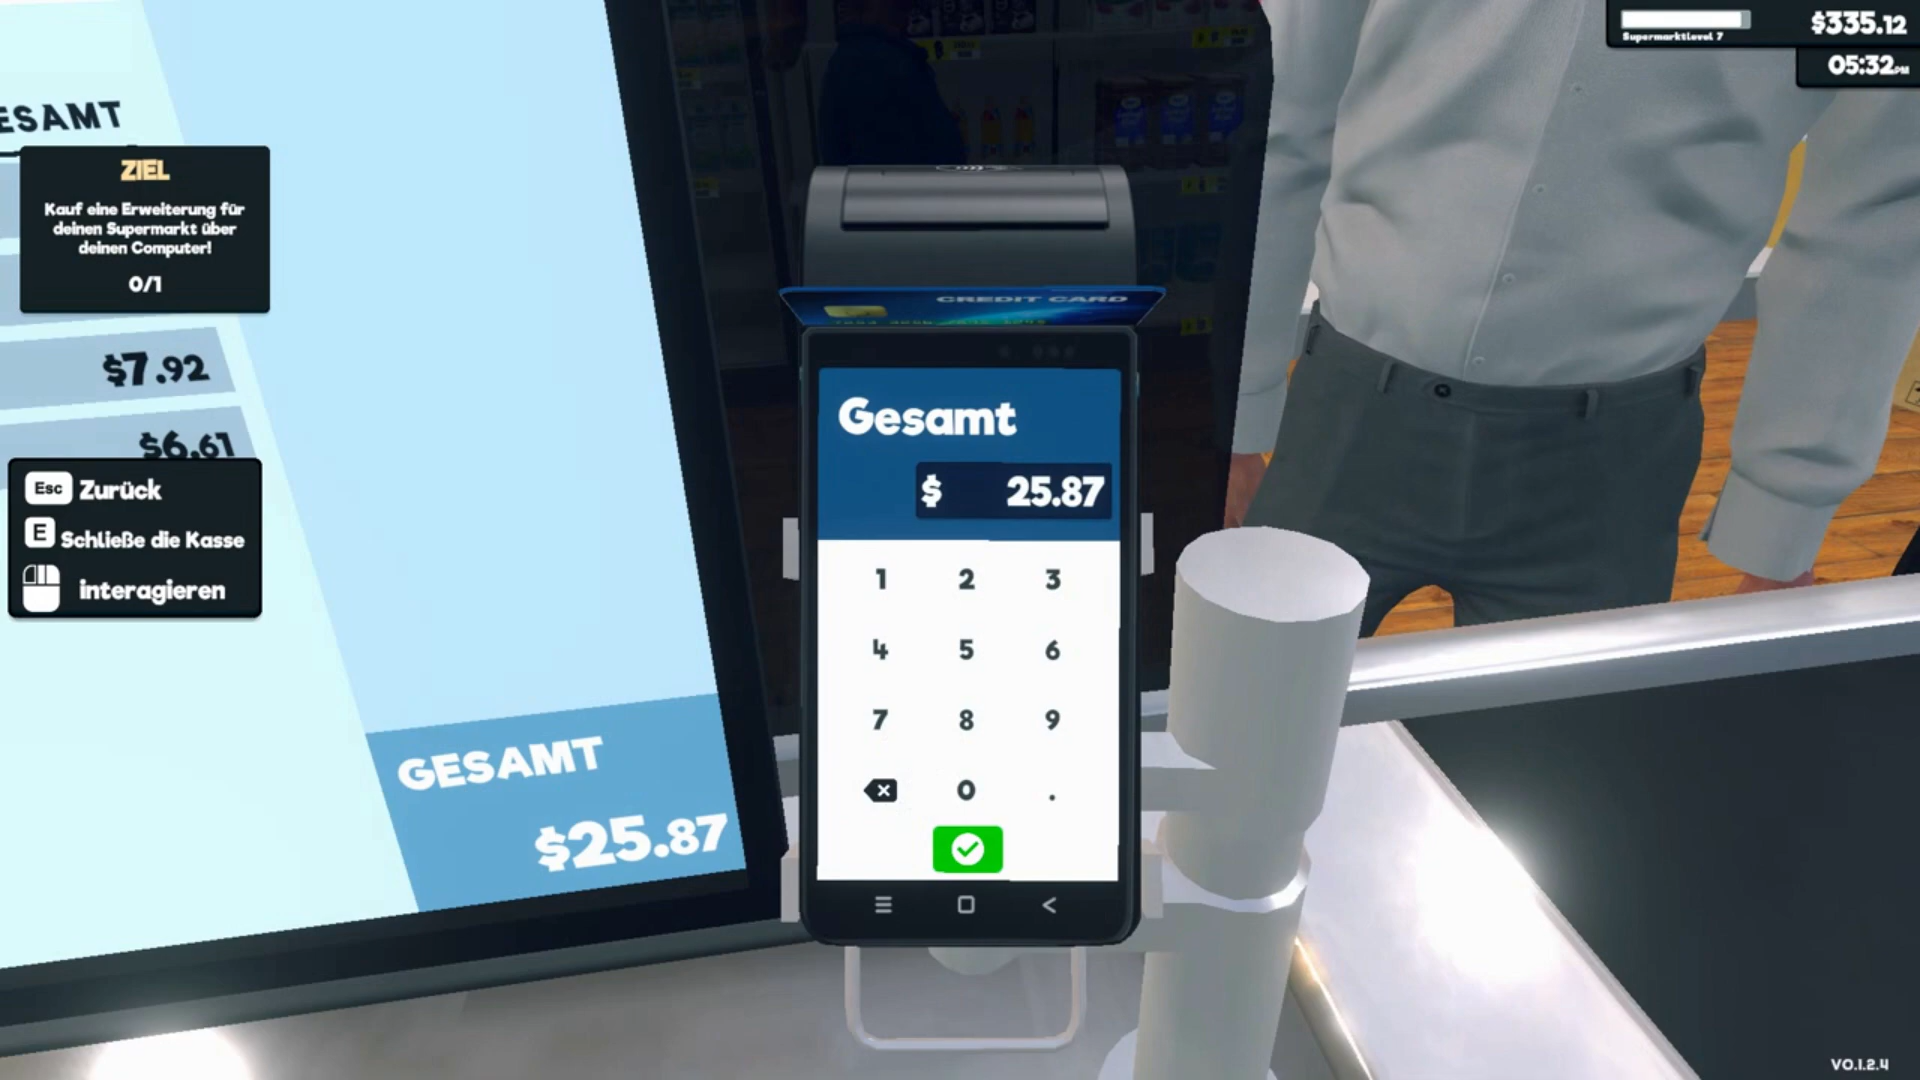 $335.12
Supermarktlevel 7
05:32PM
GESAMT
ZIEL
Kauf eine Erweiterung für
deinen Supermarkt über
deinen Computer!
0/1
$7.92
$6.61
Esc Zurück
E Schließe die Kasse
interagieren
GESAMT
$25.87
CREDIT CARD
Gesamt
$ 25.87
1 2 3
4 5 6
7 8 9
0 .
V0.1.2.4